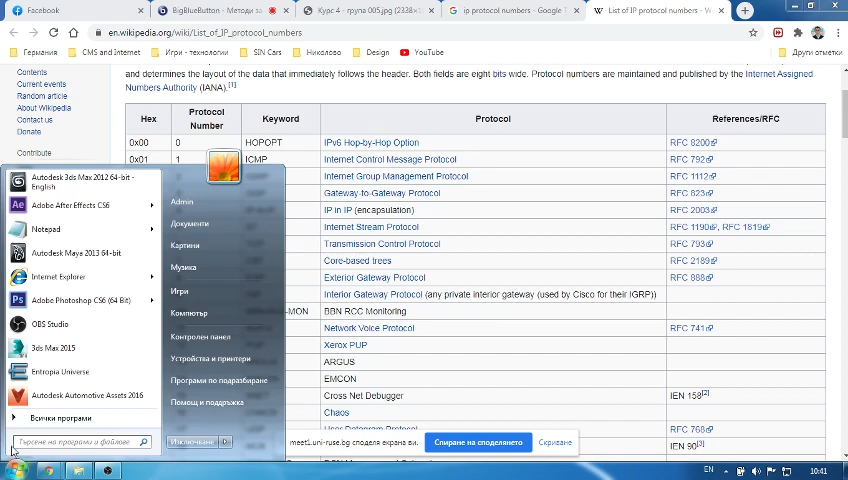 Facebook
BigBlueButton - Методи за
Курс 4 - група 005.jpg (2338×16
ip protocol numbers - Google Т
List of IP protocol numbers - W
en.wikipedia.org/wiki/List_of_IP_protocol_numbers
Германия
CMS and Internet
Игри - технологии
SIN Cars
Николово
Design
YouTube
Други отметки
Contents
Current events
Random article
About Wikipedia
Contact us
Donate
Contribute
and determines the layout of the data that immediately follows the header. Both fields are eight bits wide. Protocol numbers are maintained and published by the Internet Assigned
Numbers Authority (IANA).[1]
Hex Protocol Number Keyword Protocol References/RFC
0x00 0 HOPOPT IPv6 Hop-by-Hop Option RFC 8200
0x01 1 ICMP Internet Control Message Protocol RFC 792
Internet Group Management Protocol RFC 1112
Gateway-to-Gateway Protocol RFC 823
IP in IP (encapsulation) RFC 2003
Internet Stream Protocol RFC 1190, RFC 1819
Transmission Control Protocol RFC 793
Core-based trees RFC 2189
Exterior Gateway Protocol RFC 888
Interior Gateway Protocol (any private interior gateway (used by Cisco for their IGRP))
-MON BBN RCC Monitoring
Network Voice Protocol RFC 741
Xerox PUP
ARGUS
EMCON
Cross Net Debugger IEN 158[2]
Chaos
User Datagram Protocol RFC 768
IEN 90[3]
Autodesk 3ds Max 2012 64-bit -
English
Adobe After Effects CS6
Notepad
Autodesk Maya 2013 64-bit
Internet Explorer
Adobe Photoshop CS6 (64 Bit)
OBS Studio
3ds Max 2015
Entropia Universe
Autodesk Automotive Assets 2016
Всички програми
Търсене на програми и файлове
Admin
Документи
Картини
Музика
Игри
Компютър
Контролен панел
Устройства и принтери
Програми по подразбиране
Помощ и поддръжка
Изключване
meet1.uni-ruse.bg споделя екрана ви.
Спиране на споделянето
Скриване
EN
10:41